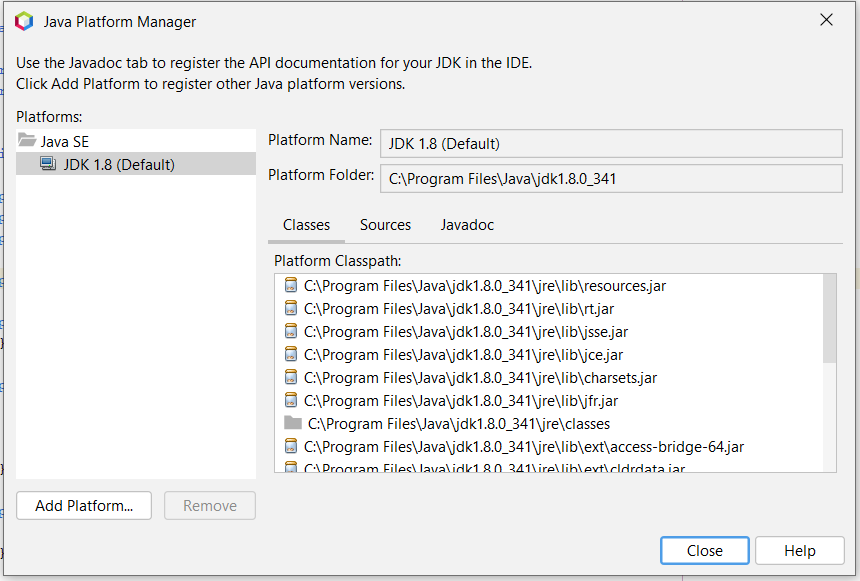 Java Platform Manager
Use the Javadoc tab to register the API documentation for your JDK in the IDE.
Click Add Platform to register other Java platform versions.
Platforms:
Java SE
JDK 1.8 (Default)
Platform Name: JDK 1.8 (Default)
Platform Folder: C:\Program Files\Java\jdk1.8.0_341
Classes Sources Javadoc
Platform Classpath:
C:\Program Files\Java\jdk1.8.0_341\jre\lib\resources.jar
C:\Program Files\Java\jdk1.8.0_341\jre\lib\rt.jar
C:\Program Files\Java\jdk1.8.0_341\jre\lib\jsse.jar
C:\Program Files\Java\jdk1.8.0_341\jre\lib\jce.jar
C:\Program Files\Java\jdk1.8.0_341\jre\lib\charsets.jar
C:\Program Files\Java\jdk1.8.0_341\jre\lib\jfr.jar
C:\Program Files\Java\jdk1.8.0_341\jre\classes
C:\Program Files\Java\jdk1.8.0_341\jre\lib\ext\access-bridge-64.jar
C:\Program Files\Java\jdk1.8.0_341\jre\lib\ext\cldrdata.jar
Add Platform... Remove
Close Help